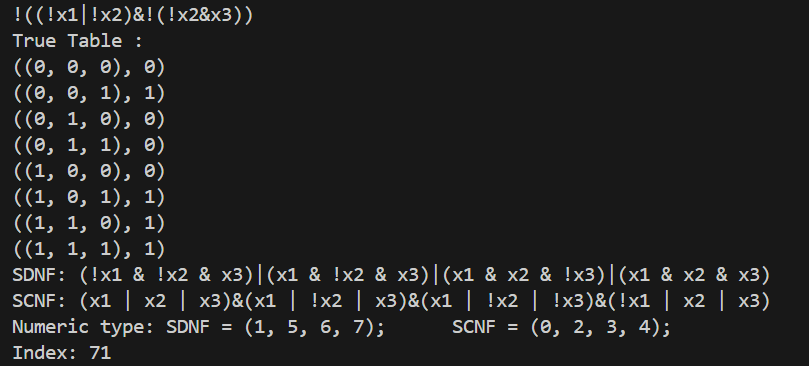 !((!x1|!x2)&!(!x2&x3))
True Table :
((0, 0, 0), 0)
((0, 0, 1), 1)
((0, 1, 0), 0)
((0, 1, 1), 0)
((1, 0, 0), 0)
((1, 0, 1), 1)
((1, 1, 0), 1)
((1, 1, 1), 1)
SDNF: (!x1 & !x2 & x3)|(x1 & !x2 & x3)|(x1 & x2 & !x3)|(x1 & x2 & x3)
SCNF: (x1 | x2 | x3)&(x1 | !x2 | x3)&(x1 | !x2 | !x3)&(!x1 | x2 | x3)
Numeric type: SDNF = (1, 5, 6, 7);      SCNF = (0, 2, 3, 4);
Index: 71